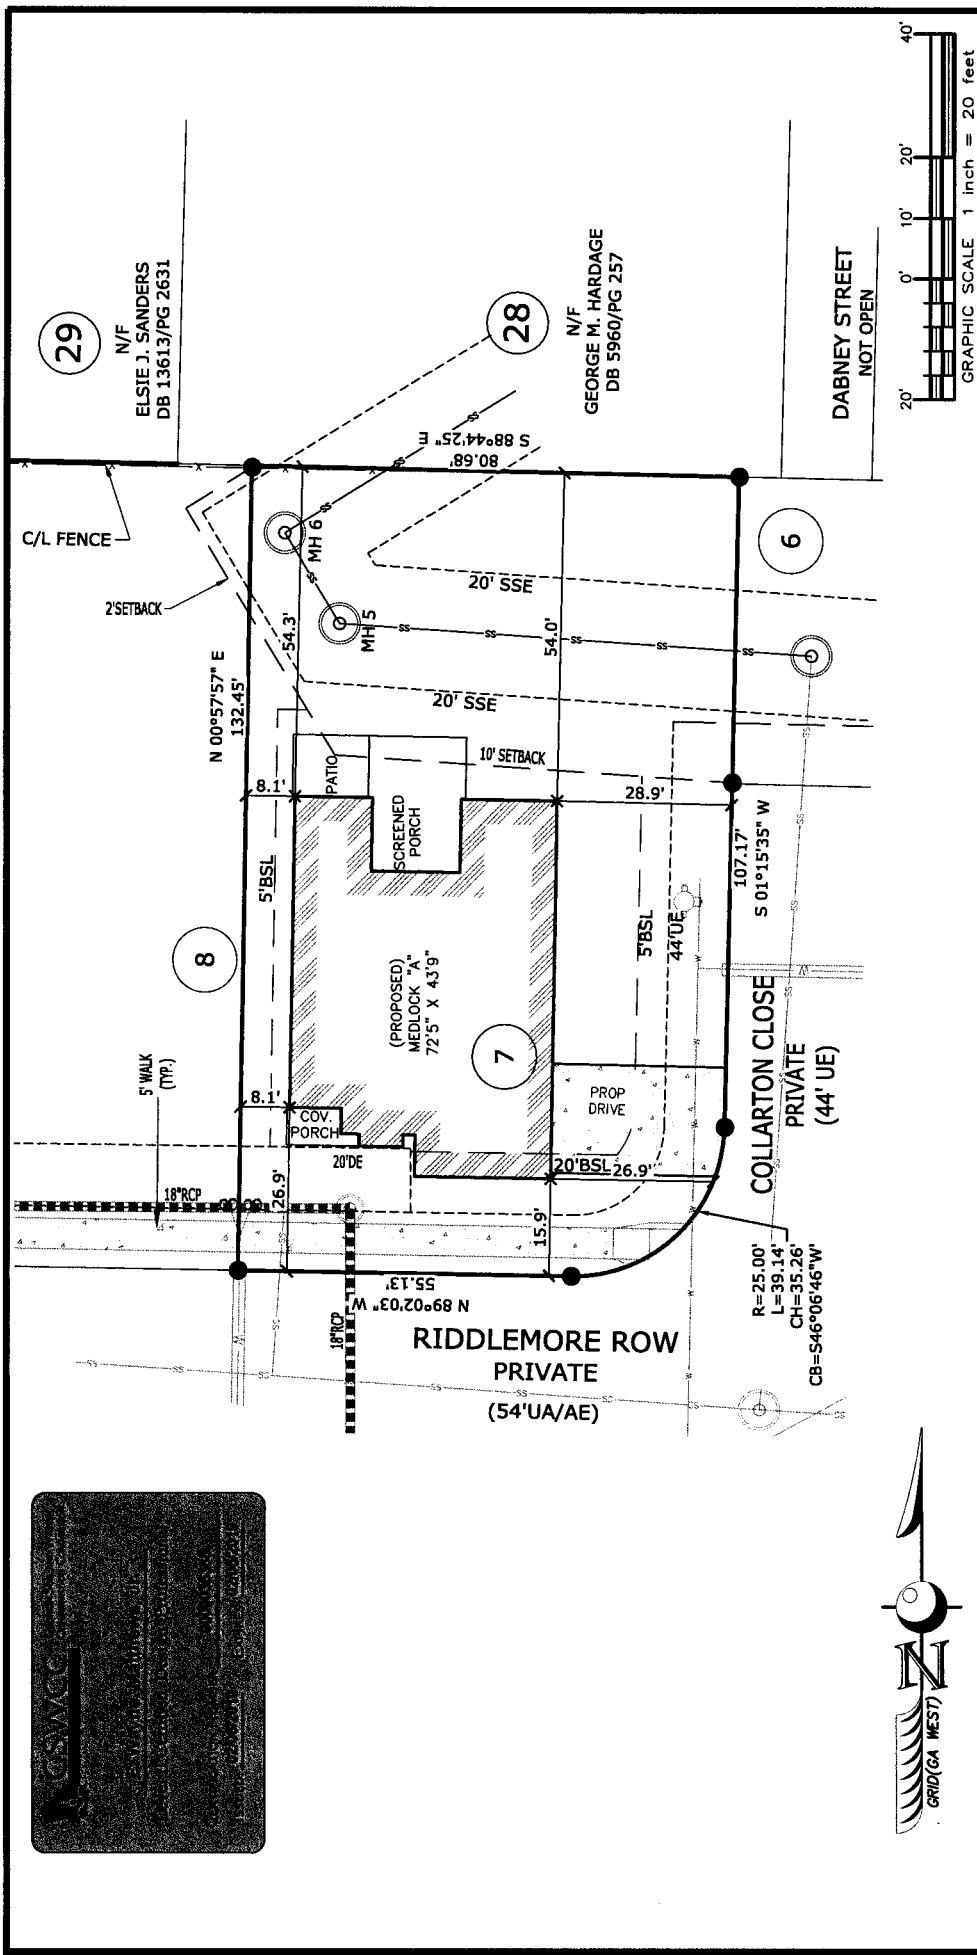 29
N/F
ELSIE J. SANDERS
DB 13613/PG 2631
28
N/F
GEORGE M. HARDAGE
DB 5960/PG 257
DABNEY STREET
NOT OPEN
40'
20'
10'
0'
20'
GRAPHIC SCALE 1 inch = 20 feet
C/L FENCE
2'SETBACK
S 88°44'25" E
80.68'
MH 6
MH 5
6
N 00°57'57" E
132.45'
54.3'
54.0'
20' SSE
20' SSE
10' SETBACK
PATIO
SCREENED
PORCH
8.1'
28.9'
107.17'
S 01°15'35" W
5'BSL
5'BSL
44'UE
8
(PROPOSED)
MEDLOCK "A"
72'5" X 43'9"
7
5' WALK
(TYP.)
8.1'
COV.
PORCH
PROP
DRIVE
COLLARTON CLOSE
PRIVATE
(44' UE)
20'DE
20'BSL
26.9'
18"RCP
26.9'
15.9'
N 89°02'03" W
55.13'
18"RCP
R=25.00'
L=39.14'
CH=35.26'
CB=S46°06'46"W'
RIDDLEMORE ROW
PRIVATE
(54'UA/AE)
SS
SS
SS
SS
W
W
GSWCC
N
GRID(GA WEST)